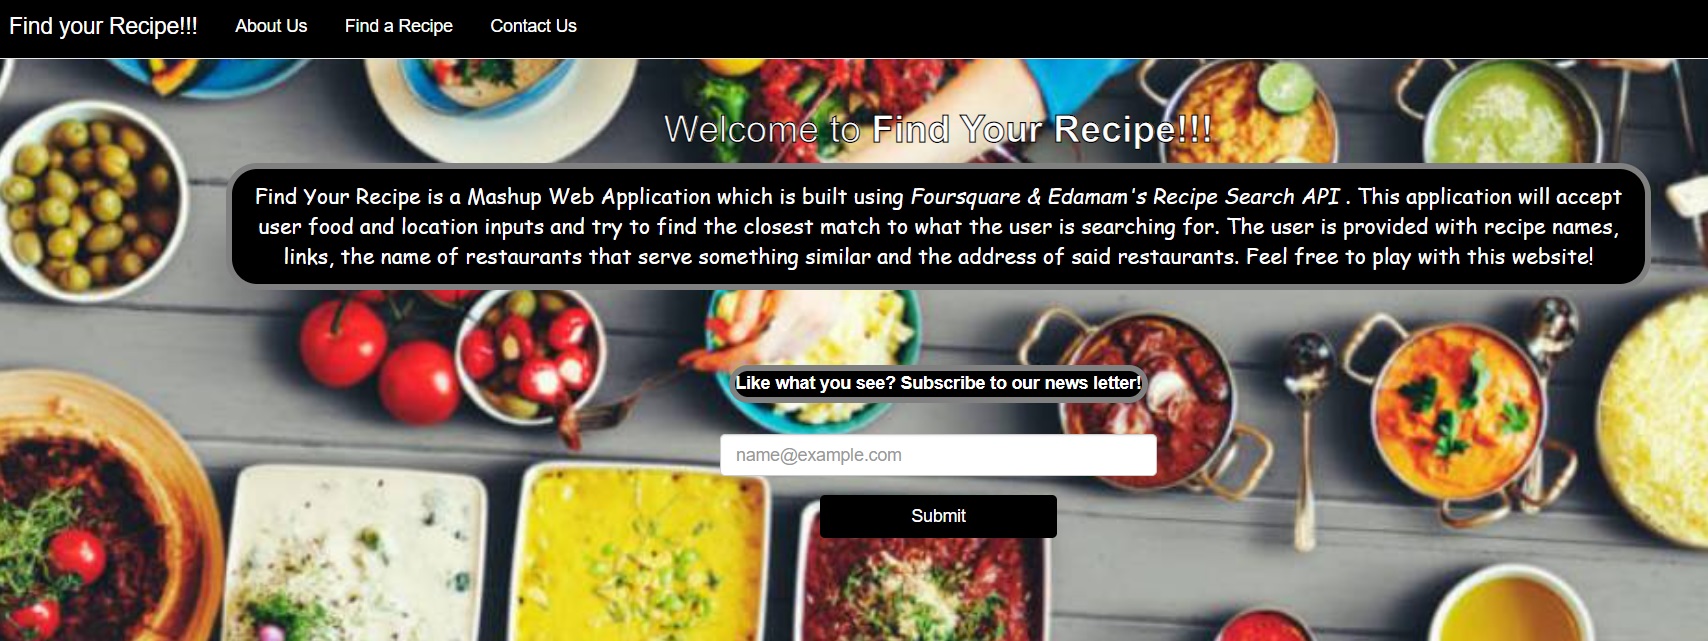 Find your Recipe!!! About Us Find a Recipe Contact Us
Welcome to Find Your Recipe!!!
Find Your Recipe is a Mashup Web Application which is built using Foursquare & Edamam's Recipe Search API . This application will accept
user food and location inputs and try to find the closest match to what the user is searching for. The user is provided with recipe names,
links, the name of restaurants that serve something similar and the address of said restaurants. Feel free to play with this website!
Like what you see? Subscribe to our news letter!
name@example.com
Submit